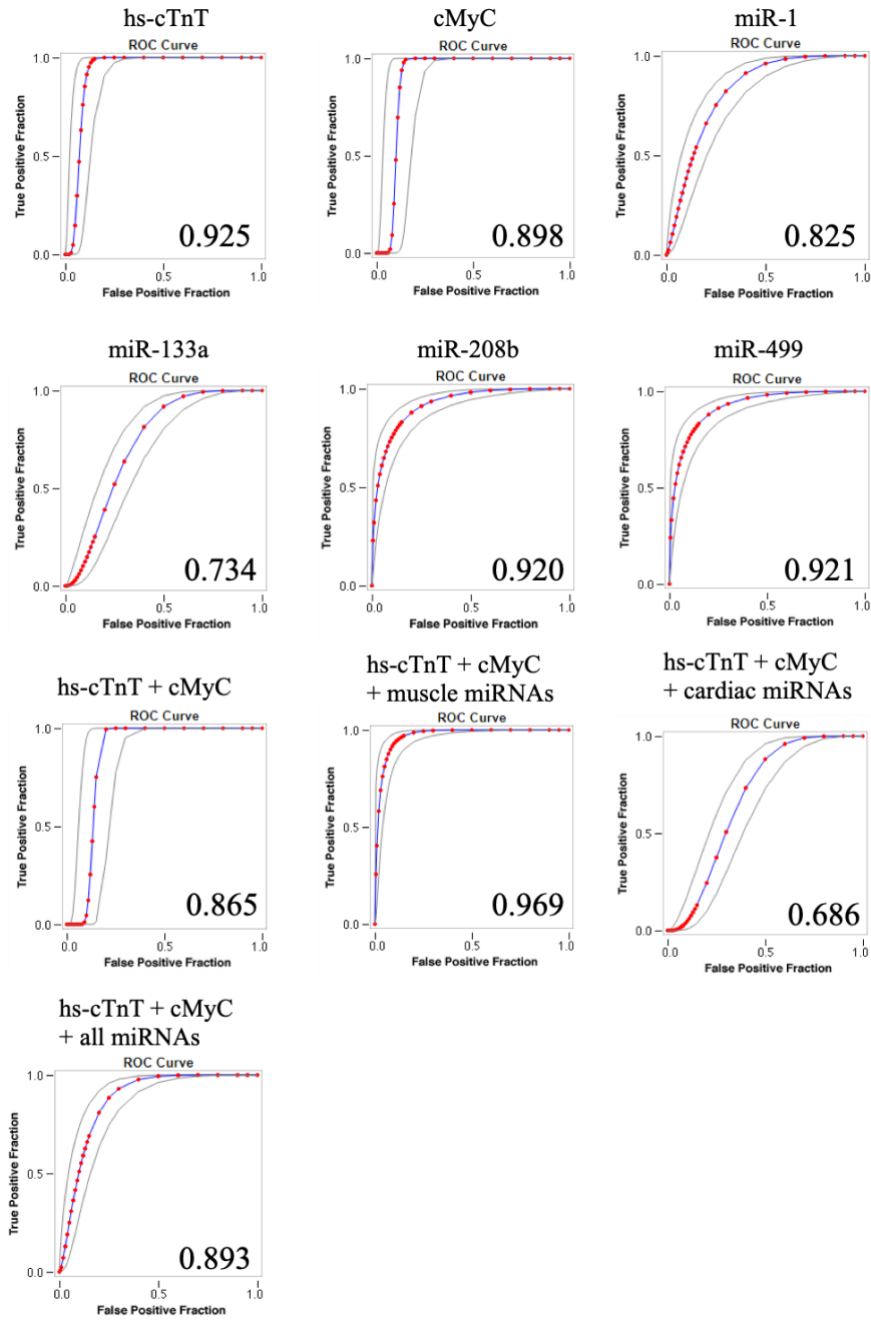 hs-cTnT
ROC Curve
True Positive Fraction
1.0
0.5
0.0
0.925
0.0 0.5 1.0
False Positive Fraction
cMyC
ROC Curve
True Positive Fraction
1.0
0.5
0.0
0.898
0.0 0.5 1.0
False Positive Fraction
miR-1
ROC Curve
True Positive Fraction
1.0
0.5
0.0
0.825
0.0 0.5 1.0
False Positive Fraction
miR-133a
ROC Curve
True Positive Fraction
1.0
0.5
0.0
0.734
0.0 0.5 1.0
False Positive Fraction
miR-208b
ROC Curve
True Positive Fraction
1.0
0.5
0.0
0.920
0.0 0.5 1.0
False Positive Fraction
miR-499
ROC Curve
True Positive Fraction
1.0
0.5
0.0
0.921
0.0 0.5 1.0
False Positive Fraction
hs-cTnT + cMyC
ROC Curve
True Positive Fraction
1.0
0.5
0.0
0.865
0.0 0.5 1.0
False Positive Fraction
hs-cTnT + cMyC
+ muscle miRNAs
ROC Curve
True Positive Fraction
1.0
0.5
0.0
0.969
0.0 0.5 1.0
False Positive Fraction
hs-cTnT + cMyC
+ cardiac miRNAs
ROC Curve
True Positive Fraction
1.0
0.5
0.0
0.686
0.0 0.5 1.0
False Positive Fraction
hs-cTnT + cMyC
+ all miRNAs
ROC Curve
True Positive Fraction
1.0
0.5
0.0
0.893
0.0 0.5 1.0
False Positive Fraction